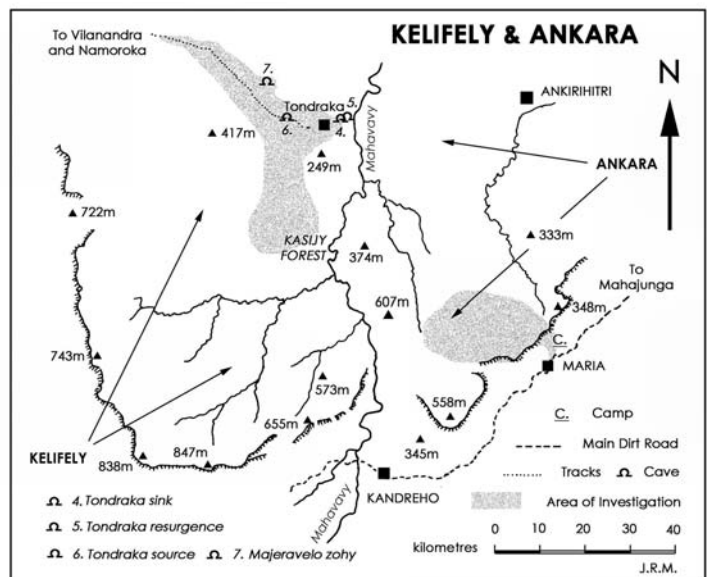 KELIFELY & ANKARA
To Vilanandra
and Namoroka
N
7.
Tondraka
5.
6.
4.
ANKIRIHITRI
417m
249m
Mahavavy
ANKARA
722m
KASIJY
FOREST
374m
333m
To
Mahajunga
607m
348m
C.
743m
MARIA
573m
558m
655m
C. Camp
345m
Main Dirt Road
KELIFELY
838m
847m
Tracks Cave
KANDREHO
Area of Investigation
4. Tondraka sink
5. Tondraka resurgence
6. Tondraka source 7. Majeravelo zohy
Mahavavy
0 10 20 30 40
kilometres
J.R.M.